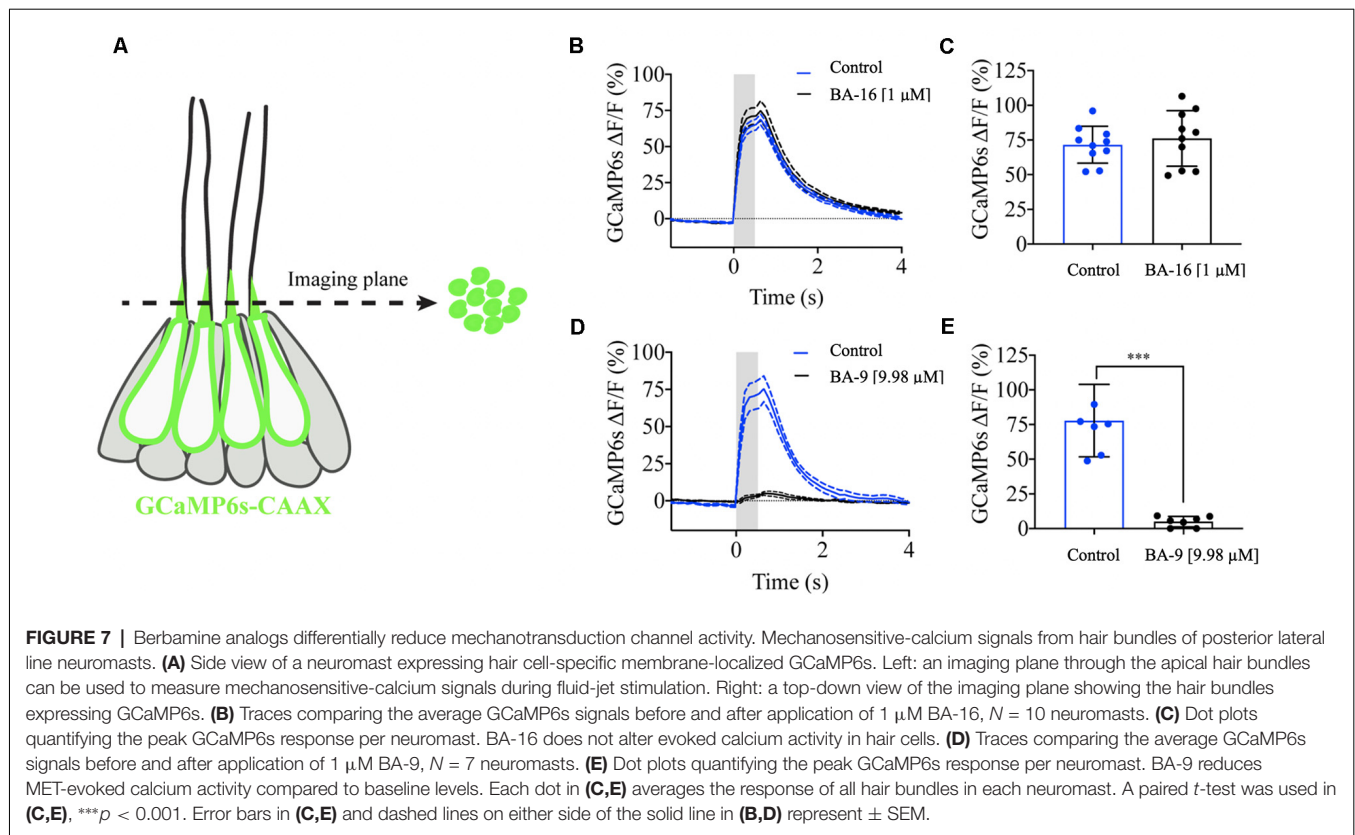 A
Imaging plane
GCaMP6s-CAAX
B
GCaMP6s ΔF/F (%)
100
75
50
25
0
Control
BA-16 [1 µM]
0
2
4
Time (s)
C
GCaMP6s ΔF/F (%)
125
100
75
50
25
0
Control
BA-16 [1 µM]
D
GCaMP6s ΔF/F (%)
100
75
50
25
0
Control
BA-9 [9.98 µM]
0
2
4
Time (s)
E
GCaMP6s ΔF/F (%)
125
100
75
50
25
0
***
Control
BA-9 [9.98 µM]
FIGURE 7 | Berbamine analogs differentially reduce mechanotransduction channel activity. Mechanosensitive-calcium signals from hair bundles of posterior lateral
line neuromasts. (A) Side view of a neuromast expressing hair cell-specific membrane-localized GCaMP6s. Left: an imaging plane through the apical hair bundles
can be used to measure mechanosensitive-calcium signals during fluid-jet stimulation. Right: a top-down view of the imaging plane showing the hair bundles
expressing GCaMP6s. (B) Traces comparing the average GCaMP6s signals before and after application of 1 µM BA-16, N = 10 neuromasts. (C) Dot plots
quantifying the peak GCaMP6s response per neuromast. BA-16 does not alter evoked calcium activity in hair cells. (D) Traces comparing the average GCaMP6s
signals before and after application of 1 µM BA-9, N = 7 neuromasts. (E) Dot plots quantifying the peak GCaMP6s response per neuromast. BA-9 reduces
MET-evoked calcium activity compared to baseline levels. Each dot in (C,E) averages the response of all hair bundles in each neuromast. A paired t-test was used in
(C,E), ***p < 0.001. Error bars in (C,E) and dashed lines on either side of the solid line in (B,D) represent ± SEM.